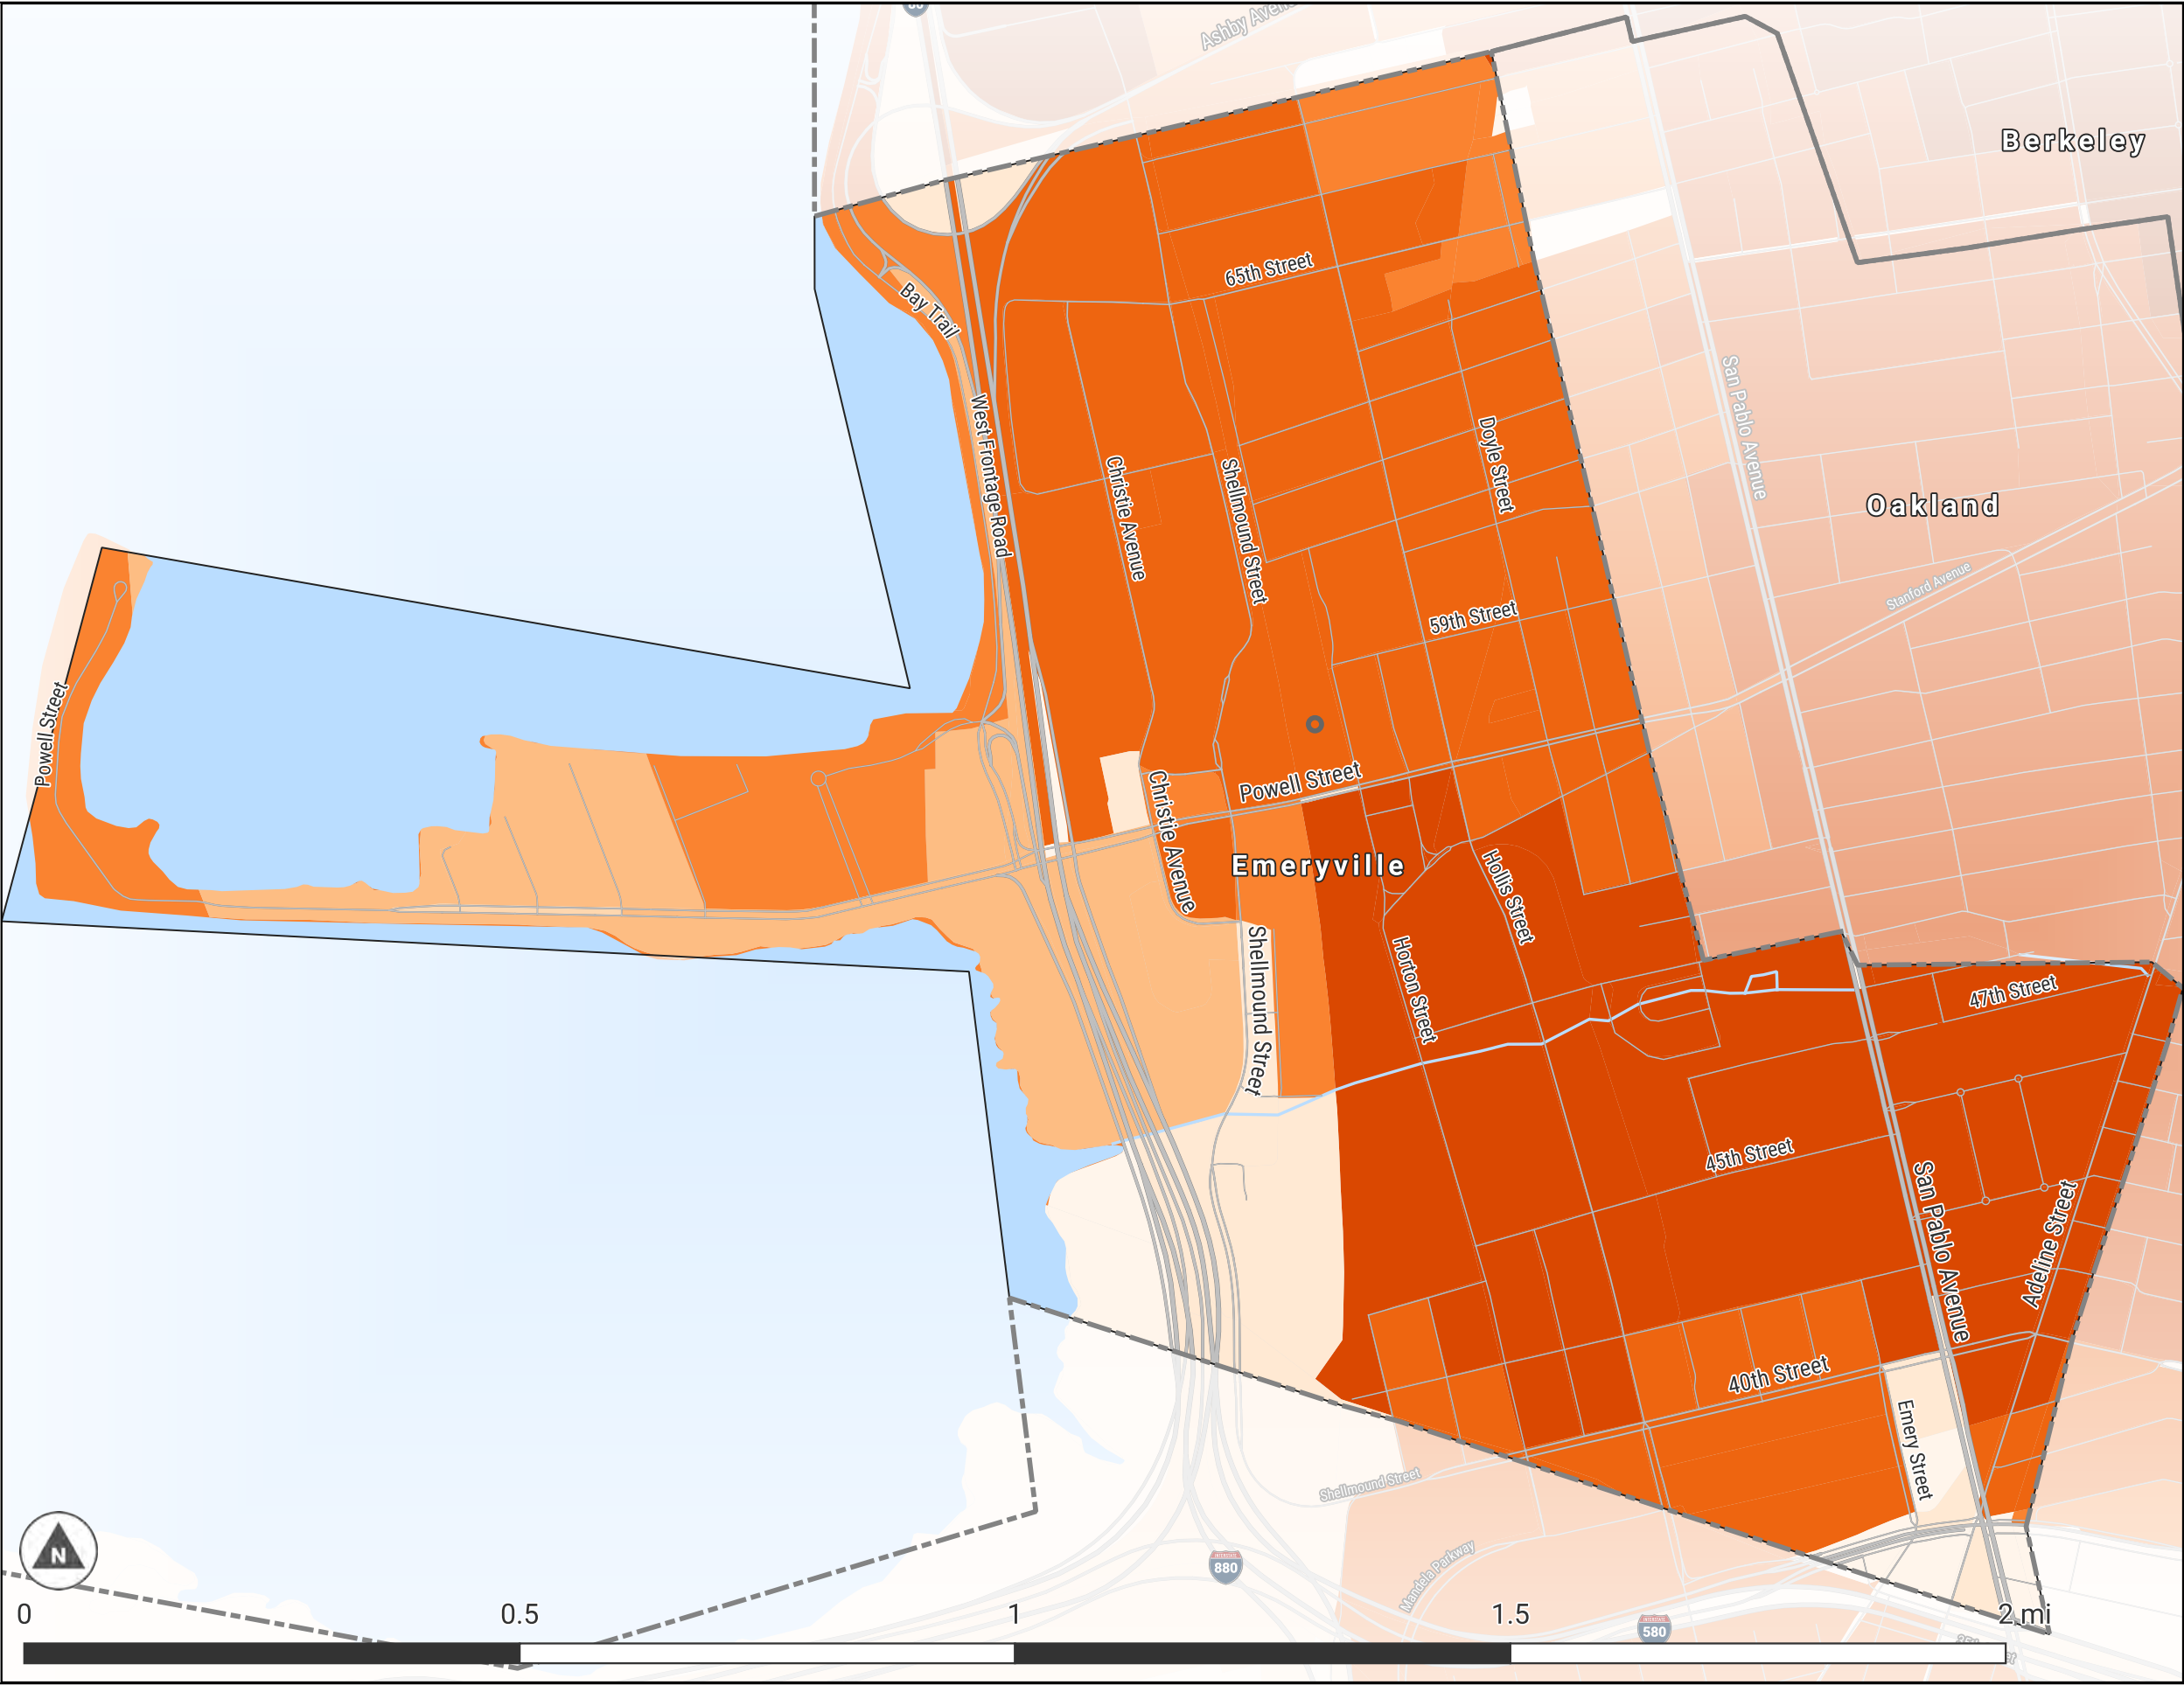 Ashby Avenue
Berkeley
65th Street
Bay Trail
San Pablo Avenue
West Frontage Road
Christie Avenue
Shellmound Street
Doyle Street
Oakland
Stanford Avenue
59th Street
Powell Street
Powell Street
Christie Avenue
Emeryville
Hollis Street
Shellmound Street
Horton Street
47th Street
45th Street
San Pablo Avenue
Adeline Street
40th Street
Emery Street
Shellmound Street
Mandela Parkway
880
580
N
0 0.5 1 1.5 2 mi